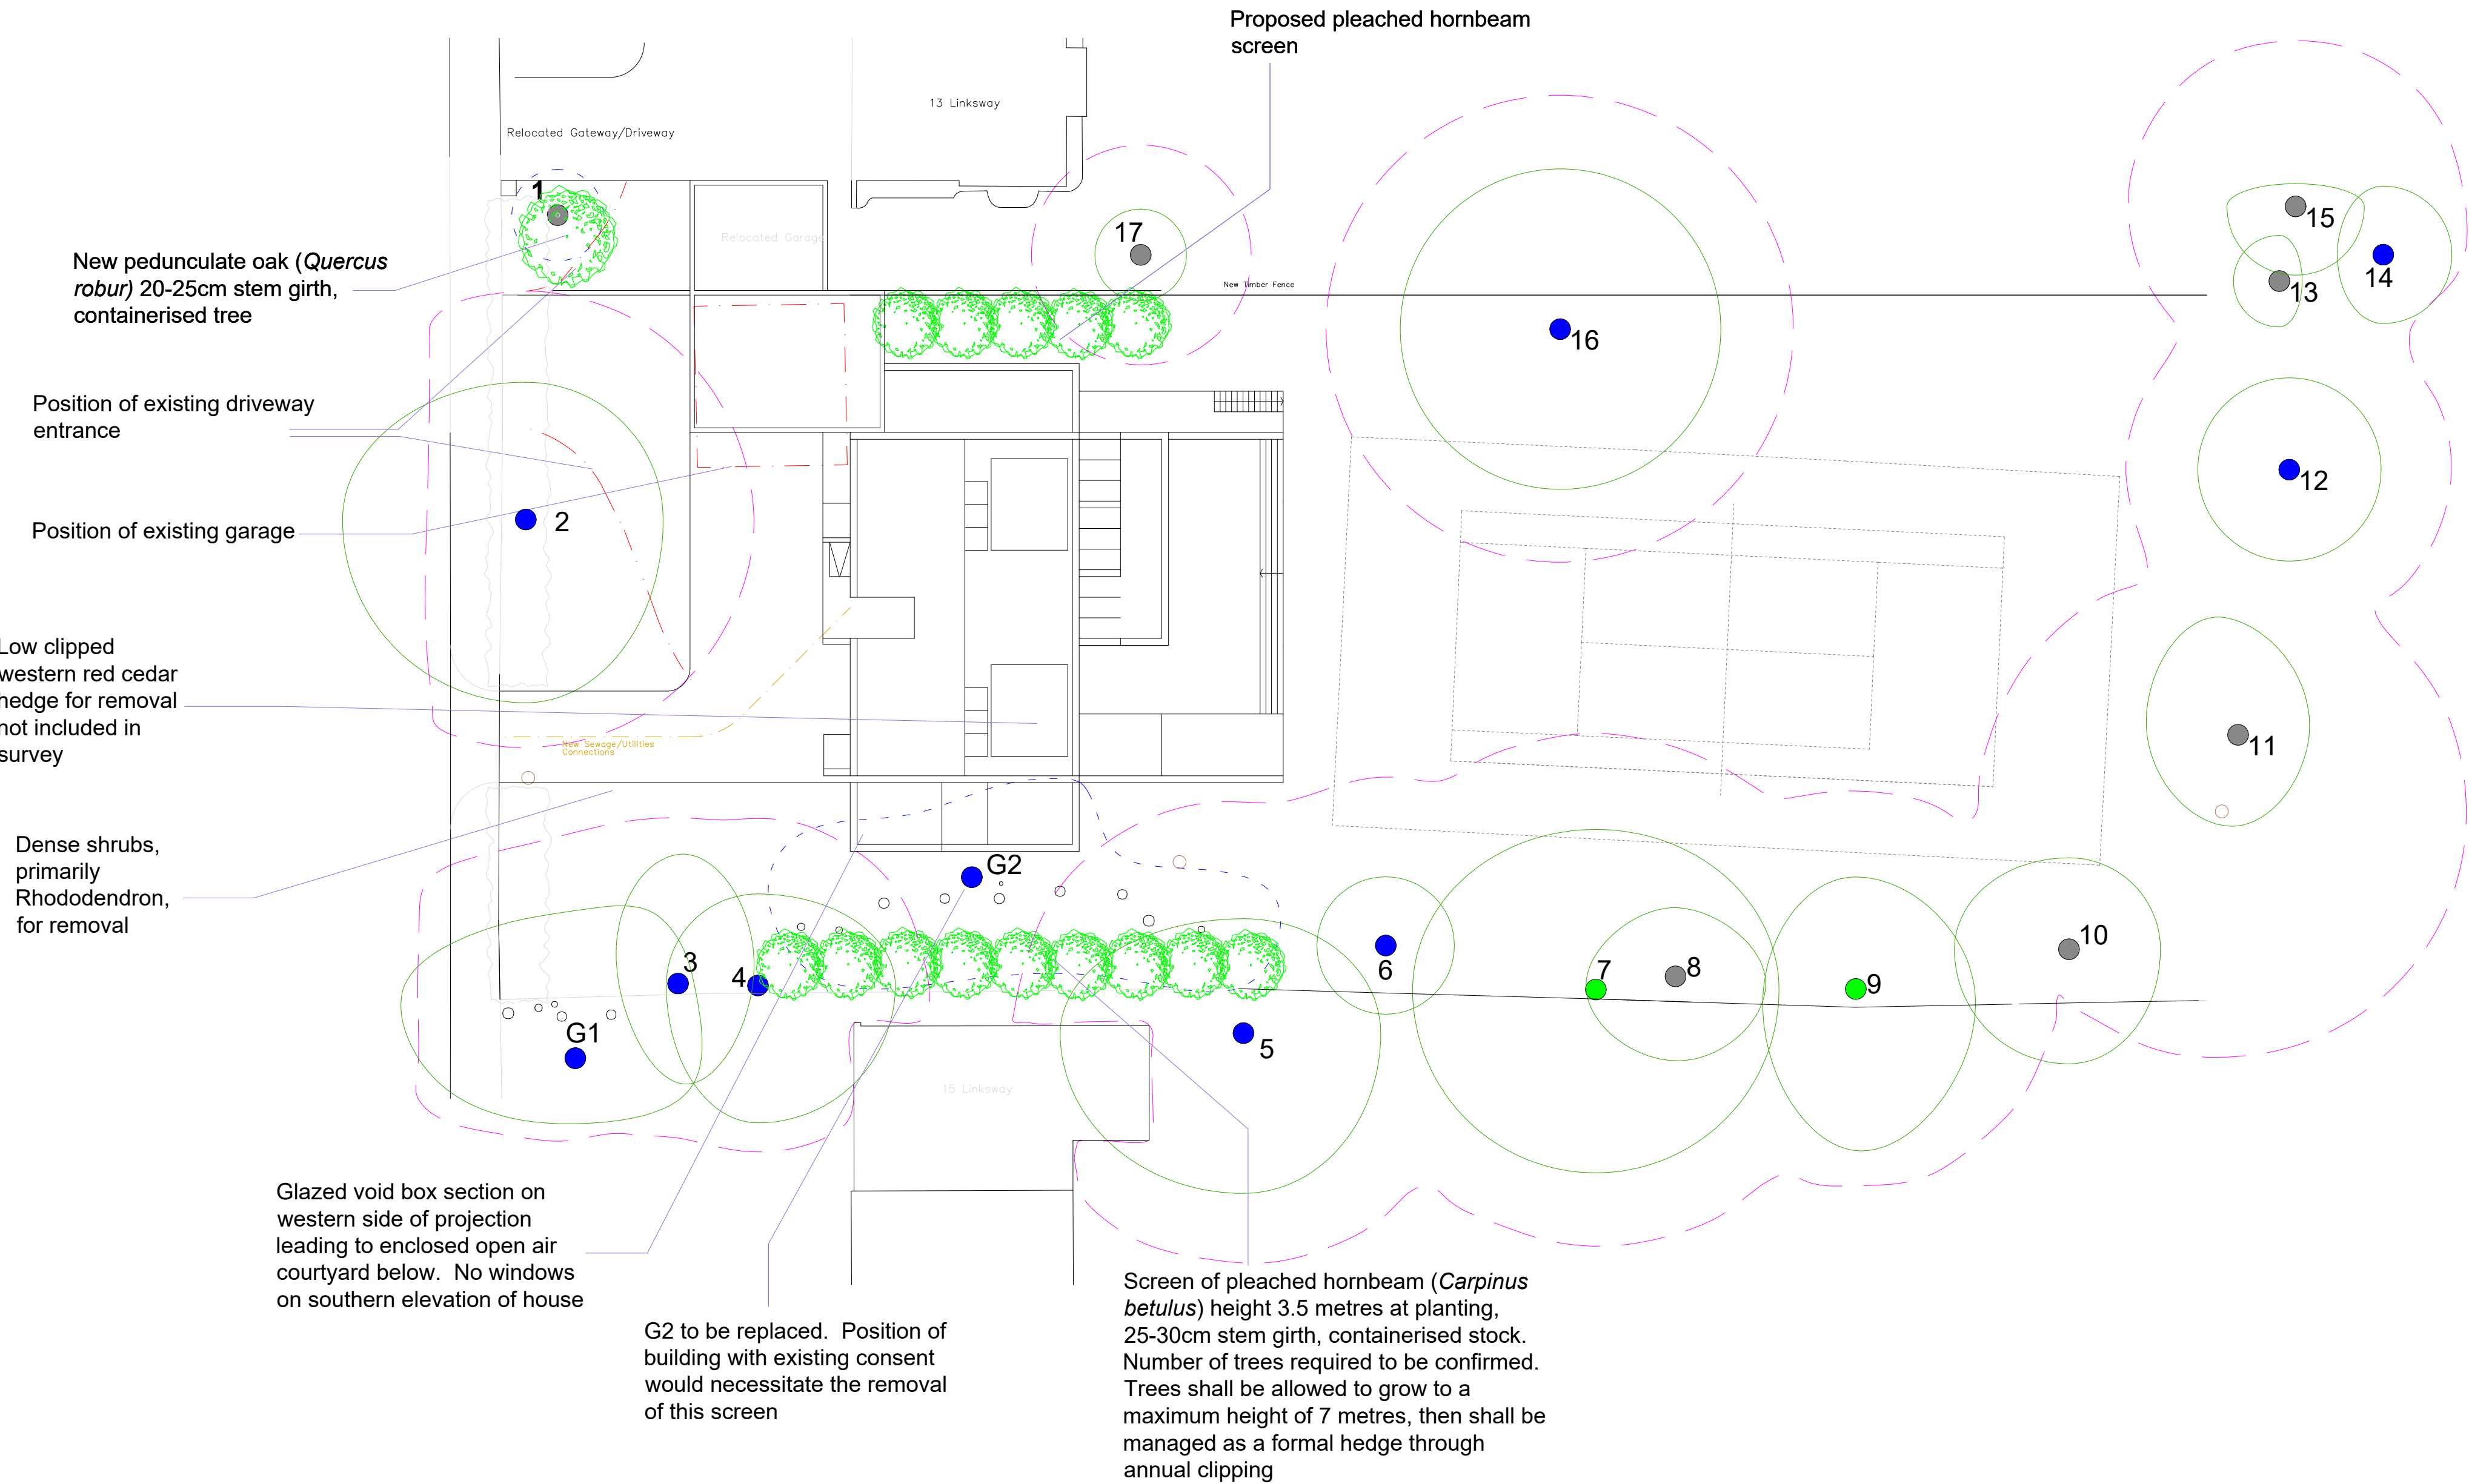 Proposed pleached hornbeam
screen
13 Linksway
Relocated Gateway/Driveway
1
15
17
Relocated Garage
14
New pedunculate oak (Quercus
robur) 20-25cm stem girth,
containerised tree
New Timber Fence
13
16
Position of existing driveway
entrance
12
2
Position of existing garage
Low clipped
western red cedar
hedge for removal
not included in
survey
New Sewage/Utilities
Connections
11
Dense shrubs,
primarily
Rhododendron,
for removal
G2
10
3
4
6
7
8
9
G1
5
15 Linksway
Glazed void box section on
western side of projection
leading to enclosed open air
courtyard below. No windows
on southern elevation of house
G2 to be replaced. Position of
building with existing consent
would necessitate the removal
of this screen
Screen of pleached hornbeam (Carpinus
betulus) height 3.5 metres at planting,
25-30cm stem girth, containerised stock.
Number of trees required to be confirmed.
Trees shall be allowed to grow to a
maximum height of 7 metres, then shall be
managed as a formal hedge through
annual clipping